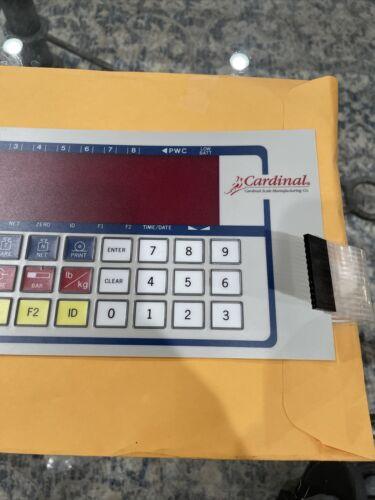 3| |4| |5| |6| |7| |8| ◀PWC LOW BATT
Cardinal®
Cardinal Scale Manufacturing Co.
NET ZERO ID F1 F2 TIME/DATE
NET PRINT ENTER 7 8 9
BAR lb/kg CLEAR 4 5 6
F2 ID 0 1 2 3